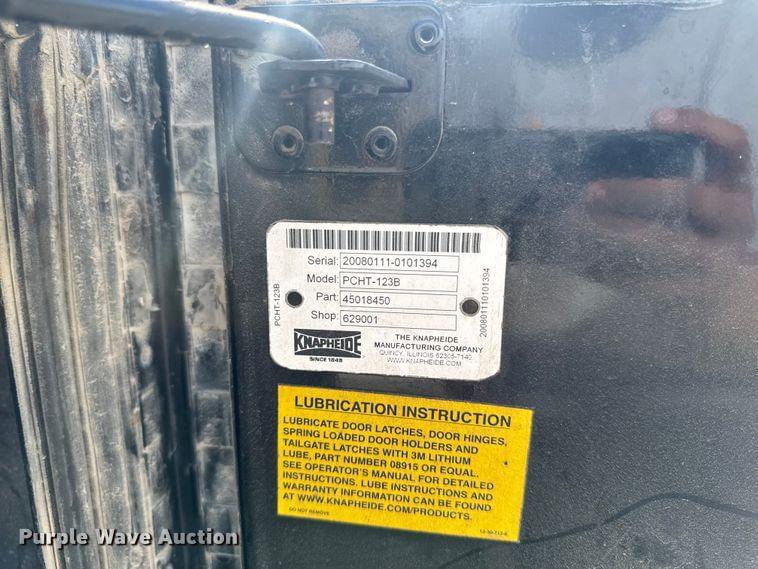 Serial: 20080111-0101394
Model: PCHT-123B
Part: 45018450
Shop: 629001
PCHT-123B
200801110101394
KNAPHEIDE
SINCE 1848
THE KNAPHEIDE
MANUFACTURING COMPANY
QUINCY, ILLINOIS 62305-7140
WWW.KNAPHEIDE.COM
LUBRICATION INSTRUCTION
LUBRICATE DOOR LATCHES, DOOR HINGES,
SPRING LOADED DOOR HOLDERS AND
TAILGATE LATCHES WITH 3M LITHIUM
LUBE, PART NUMBER 08915 OR EQUAL.
SEE OPERATOR'S MANUAL FOR DETAILED
INSTRUCTIONS. LUBE INSTRUCTIONS AND
WARRANTY INFORMATION CAN BE FOUND
AT WWW.KNAPHEIDE.COM/PRODUCTS.
DO NOT REMOVE
Purple Wave Auction